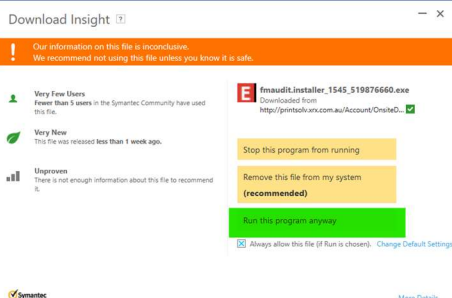 Download Insight ?
Our information on this file is inconclusive.
We recommend not using this file unless you know it is safe.
Very Few Users
Fewer than 5 users in the Symantec Community have used
this file.
Very New
This file was released less than 1 week ago.
Unproven
There is not enough information about this file to recommend
it.
E
fmaudit.installer_1545_519876660.exe
Downloaded from
http://printsolv.xrx.com.au/Account/OnsiteD...
Stop this program from running
Remove this file from my system
(recommended)
Run this program anyway
Always allow this file (if Run is chosen). Change Default Settings
Symantec
More Details